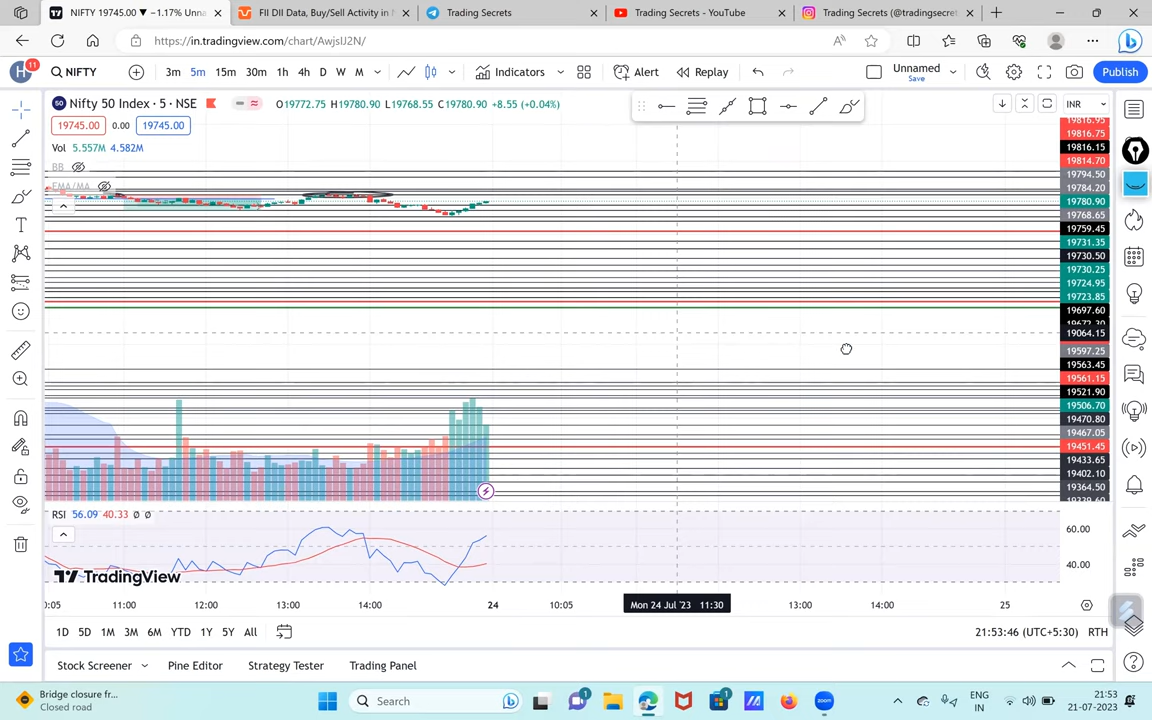 NIFTY 19745.00 ▼ −1.17% Unna
FII DII Data, Buy/Sell Activity in
Trading Secrets
Trading Secrets - YouTube
Trading Secrets (@tradingsecret
https://in.tradingview.com/chart/AwjsIJ2N/
H 11 NIFTY 3m 5m 15m 30m 1h 4h D W M Indicators Alert Replay Unnamed Save Publish
50 Nifty 50 Index · 5 · NSE O19772.75 H19780.90 L19768.55 C19780.90 +8.55 (+0.04%) INR
19745.00 0.00 19745.00
Vol 5.557M 4.582M
BB
EMA/MA
19816.95
19816.75
19816.15
19814.70
19794.50
19784.20
19780.90
19768.65
19759.45
19731.35
19730.50
19730.25
19724.95
19723.85
19697.60
19672.30
19064.15
19597.25
19563.45
19561.15
19521.90
19506.70
19470.80
19467.05
19451.45
19433.65
19402.10
19364.50
RSI 56.09 40.33 Ø Ø
60.00
40.00
TradingView
0:05 11:00 12:00 13:00 14:00 24 10:05 Mon 24 Jul '23 11:30 13:00 14:00 25
1D 5D 1M 3M 6M YTD 1Y 5Y All 21:53:46 (UTC+5:30) RTH
Stock Screener Pine Editor Strategy Tester Trading Panel
Bridge closure fr...
Closed road
Search
1
1
zoom
ENG
IN
21:53
21-07-2023